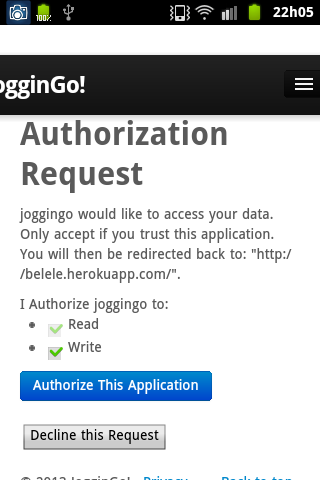 100%
22h05
ogginGo!
Authorization
Request
joggingo would like to access your data.
Only accept if you trust this application.
You will then be redirected back to: "http:/
/belele.herokuapp.com/".
I Authorize joggingo to:
Read
Write
Authorize This Application
Decline this Request
© 2013 JogginGo! Privacy Back to top